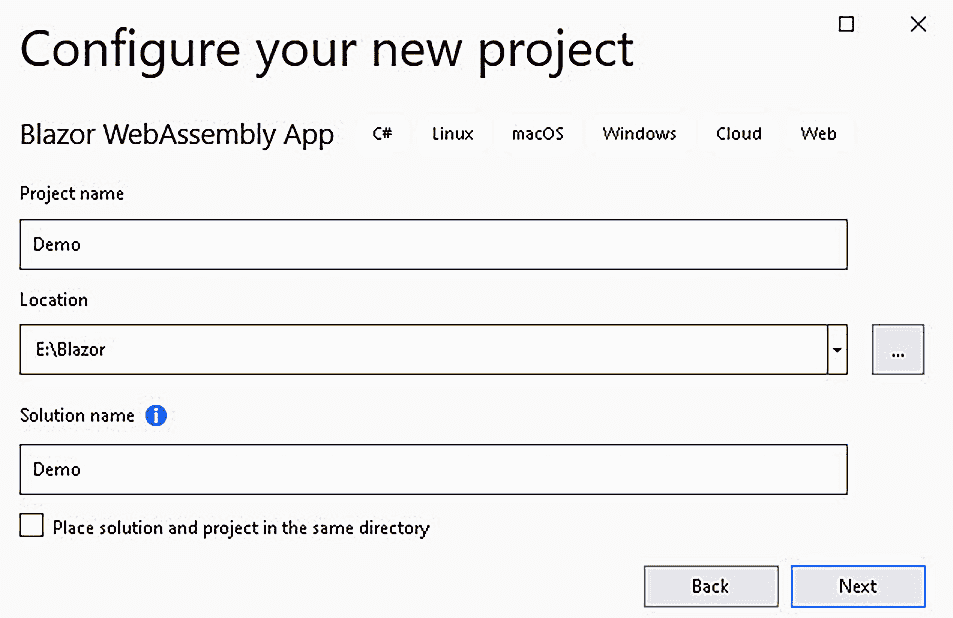 Configure your new project
Blazor WebAssembly App C# Linux macOS Windows Cloud Web
Project name
Demo
Location
E:\Blazor
...
Solution name
Demo
Place solution and project in the same directory
Back Next